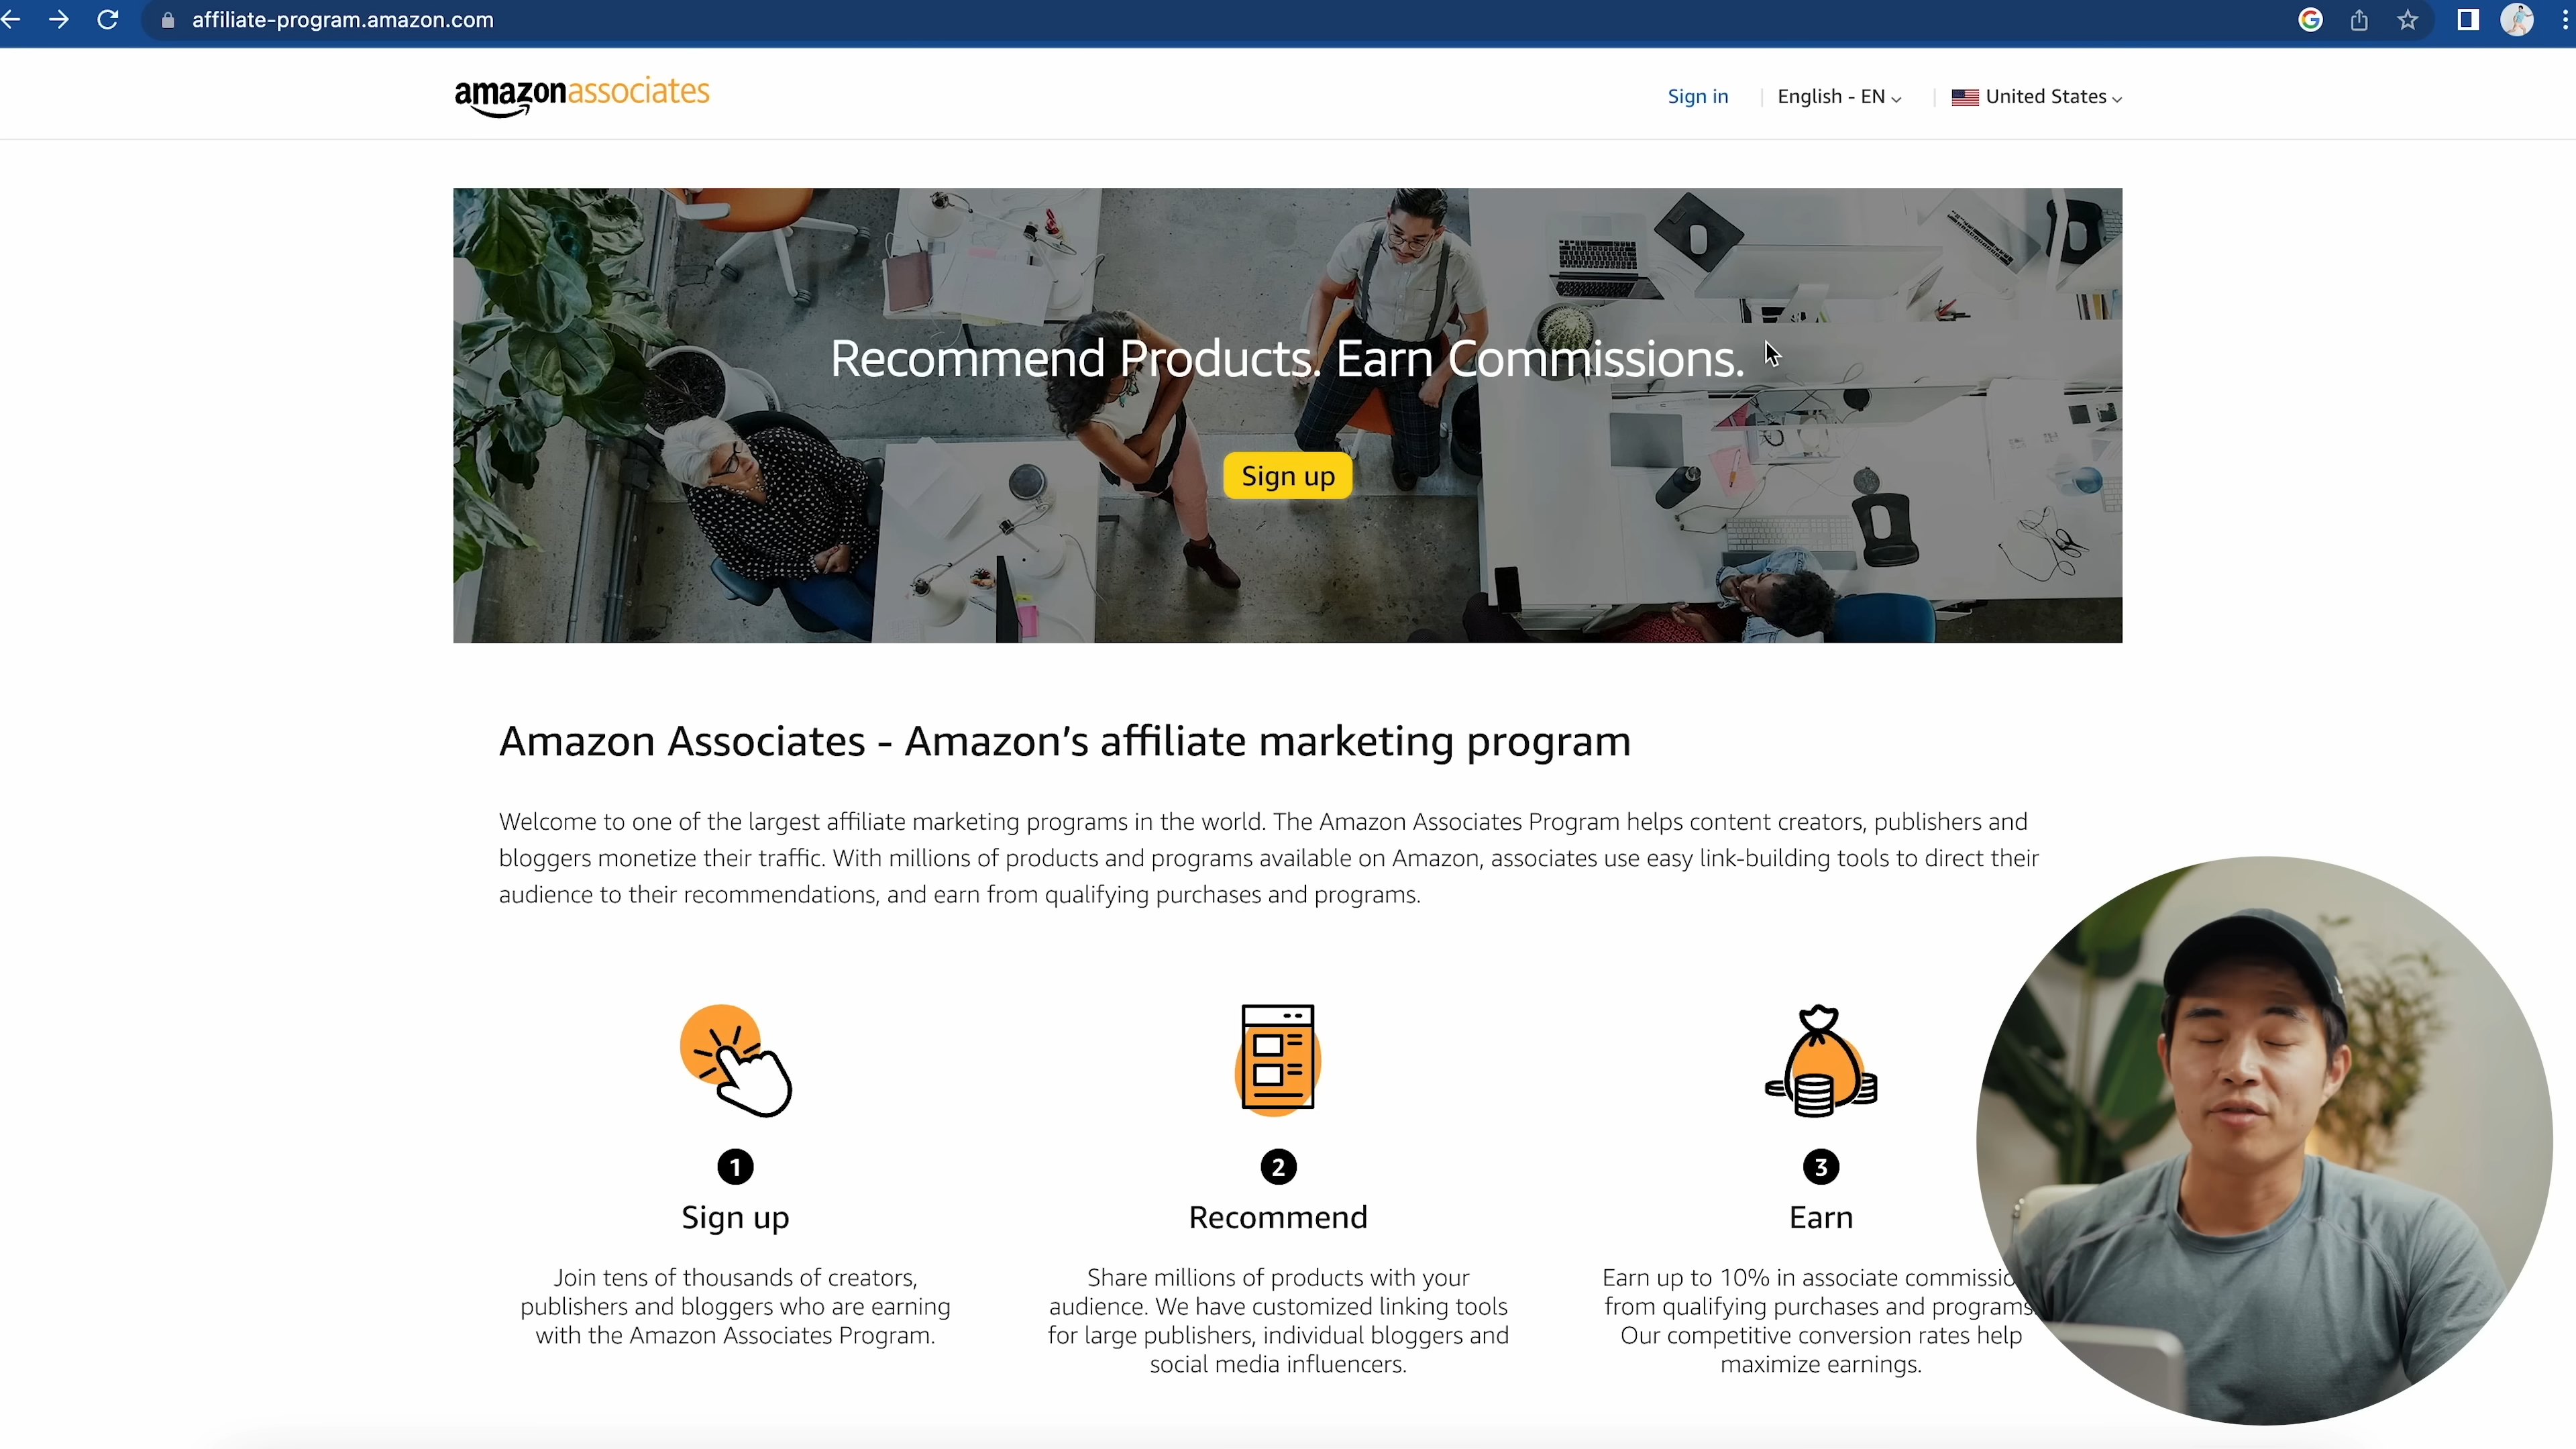 affiliate-program.amazon.com
amazonassociates
Sign in
English - EN
United States
Recommend Products. Earn Commissions.
Sign up
Amazon Associates - Amazon’s affiliate marketing program
Welcome to one of the largest affiliate marketing programs in the world. The Amazon Associates Program helps content creators, publishers and
bloggers monetize their traffic. With millions of products and programs available on Amazon, associates use easy link-building tools to direct their
audience to their recommendations, and earn from qualifying purchases and programs.
1
Sign up
Join tens of thousands of creators,
publishers and bloggers who are earning
with the Amazon Associates Program.
2
Recommend
Share millions of products with your
audience. We have customized linking tools
for large publishers, individual bloggers and
social media influencers.
3
Earn
Earn up to 10% in associate
from qualifying purchases and programs.
Our competitive conversion rates help
maximize earnings.